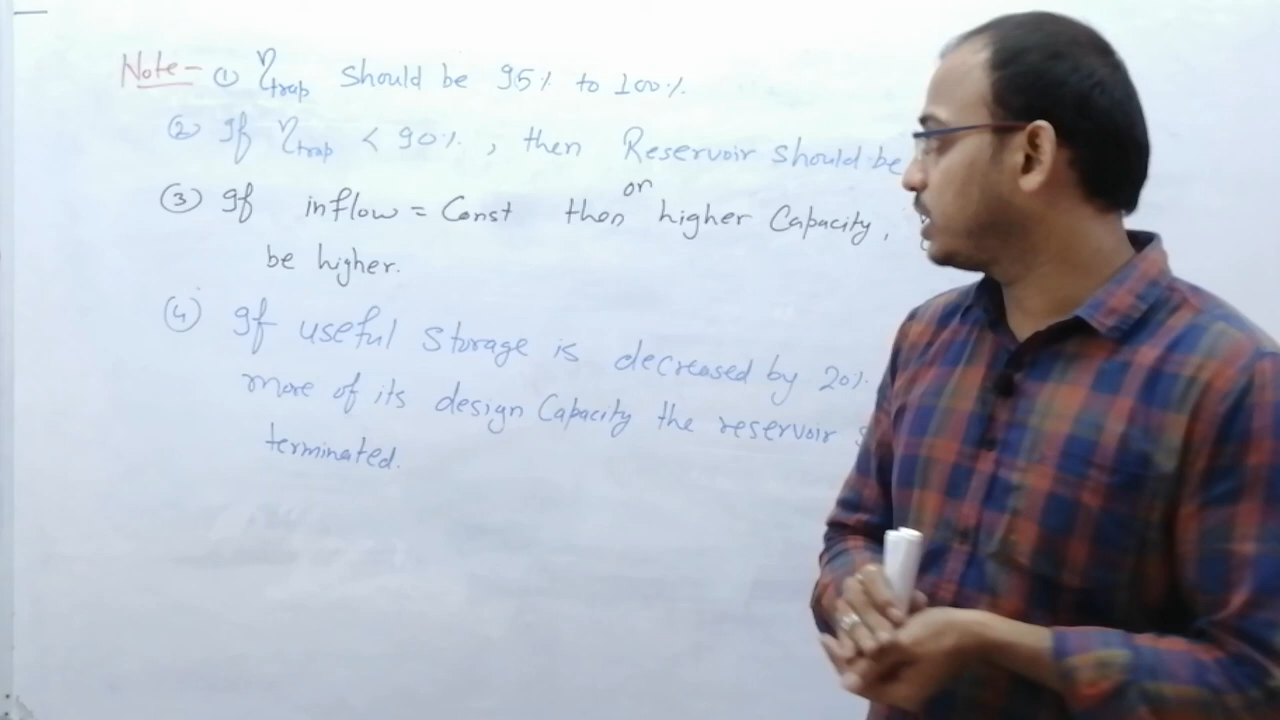 Note - ① ηtrap should be 95% to 100%.
② If ηtrap < 90%, then Reservoir should be
or
③ If inflow = Const then higher Capacity,
be higher.
④ If useful Storage is decreased by 20%
more of its design Capacity the reservoir
terminated.